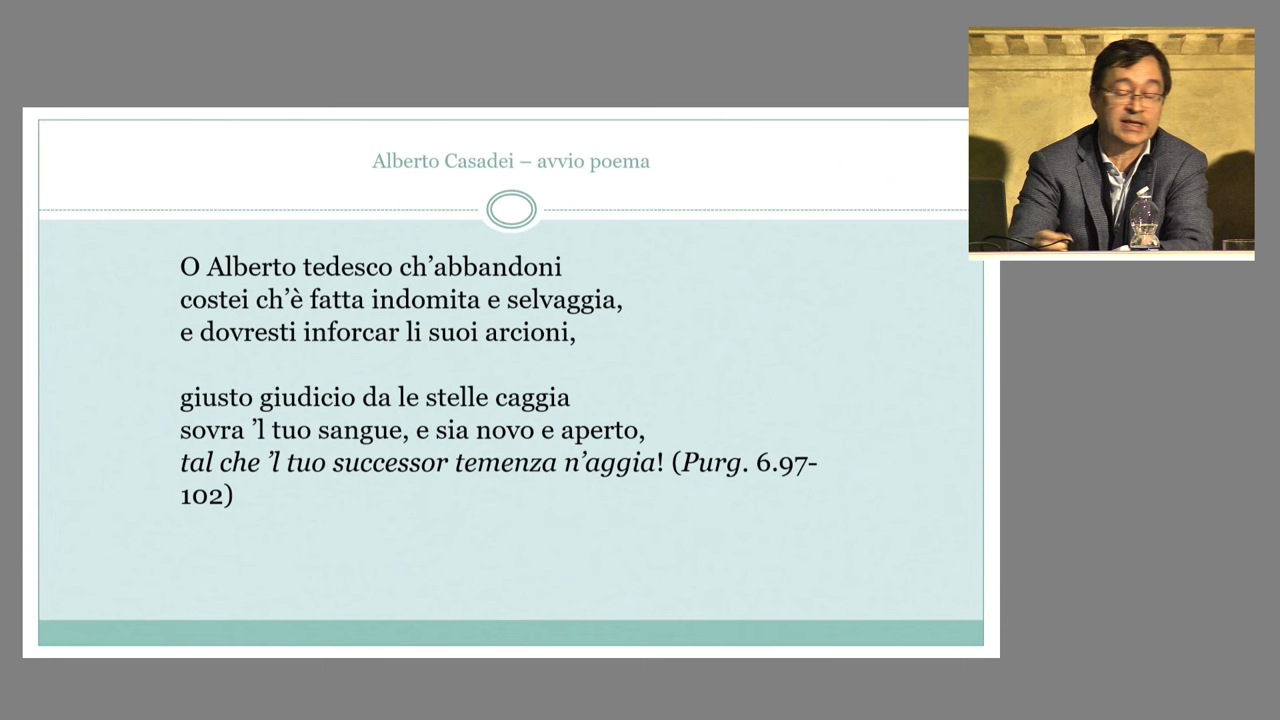 Alberto Casadei – avvio poema
O Alberto tedesco ch’abbandoni
costei ch’è fatta indomita e selvaggia,
e dovresti inforcar li suoi arcioni,
giusto giudicio da le stelle caggia
sovra ’l tuo sangue, e sia novo e aperto,
tal che ’l tuo successor temenza n’aggia! (Purg. 6.97-
102)